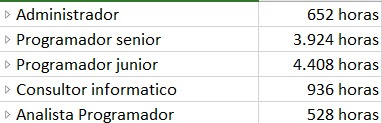 Administrador 652 horas
Programador senior 3.924 horas
Programador junior 4.408 horas
Consultor informatico 936 horas
Analista Programador 528 horas